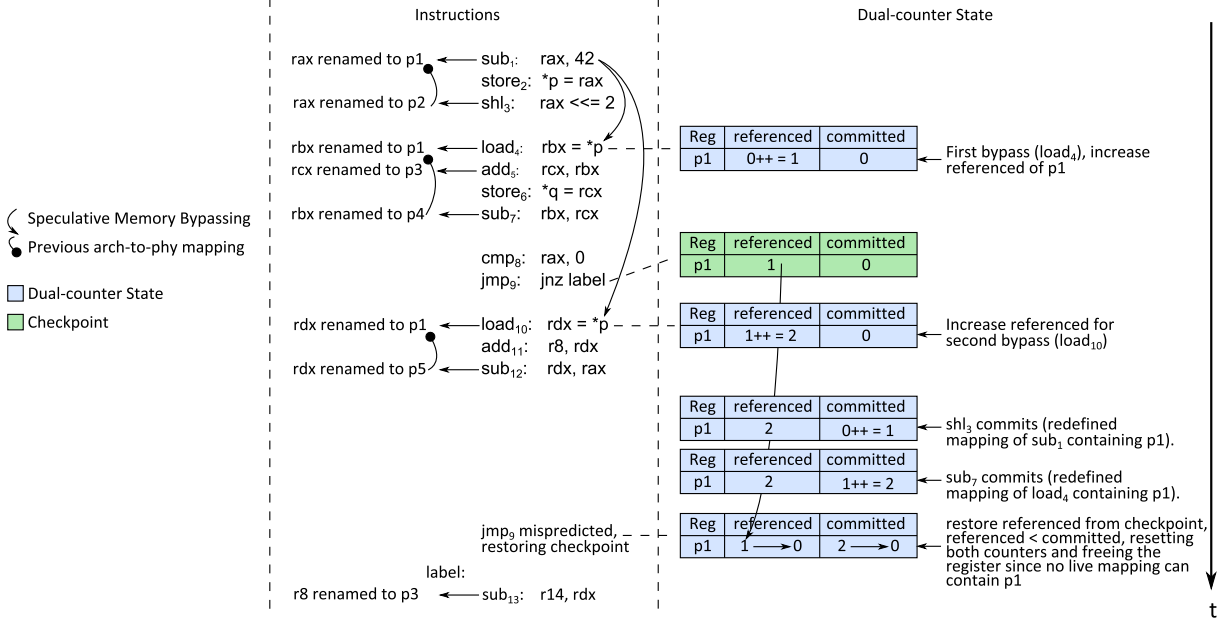 Instructions
Dual-counter State
rax renamed to p1
sub1: rax, 42
store2: *p = rax
rax renamed to p2
shl3: rax <<= 2
rbx renamed to p1
load4: rbx = *p
rcx renamed to p3
add5: rcx, rbx
store6: *q = rcx
rbx renamed to p4
sub7: rbx, rcx
Reg referenced committed
p1 0++ = 1 0
First bypass (load4), increase
referenced of p1
Speculative Memory Bypassing
Previous arch-to-phy mapping
Dual-counter State
Checkpoint
cmp8: rax, 0
jmp9: jnz label
Reg referenced committed
p1 1 0
rdx renamed to p1
load10: rdx = *p
add11: r8, rdx
rdx renamed to p5
sub12: rdx, rax
Reg referenced committed
p1 1++ = 2 0
Increase referenced for
second bypass (load10)
Reg referenced committed
p1 2 0++ = 1
shl3 commits (redefined
mapping of sub1 containing p1).
Reg referenced committed
p1 2 1++ = 2
sub7 commits (redefined
mapping of load4 containing p1).
jmp9 mispredicted,
restoring checkpoint
Reg referenced committed
p1 1 0 2 0
restore referenced from checkpoint,
referenced < committed, resetting
both counters and freeing the
register since no live mapping can
contain p1
label:
r8 renamed to p3
sub13: r14, rdx
t